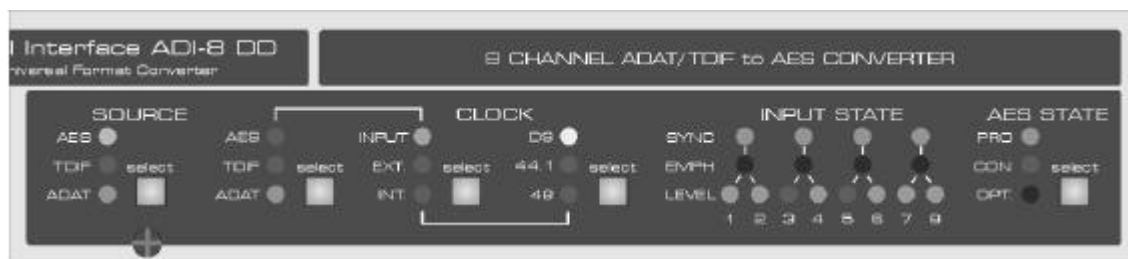 l Interface ADI-8 DD
niversal Format Converter
8 CHANNEL ADAT/TDIF to AES CONVERTER
SOURCE
CLOCK
INPUT STATE
AES STATE
AES
AES
INPUT
DS
SYNC
PRO
TDIF
select
TDIF
select
EXT.
select
44.1
select
EMPH
CON
select
ADAT
ADAT
INT.
48
LEVEL
OPT.
1 2 3 4 5 6 7 8